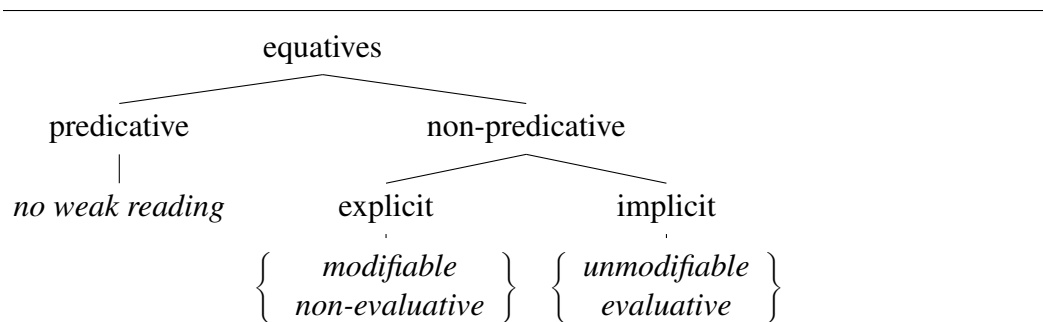 equatives
predicative non-predicative
no weak reading explicit implicit
{ modifiable } { unmodifiable }
{ non-evaluative } { evaluative }